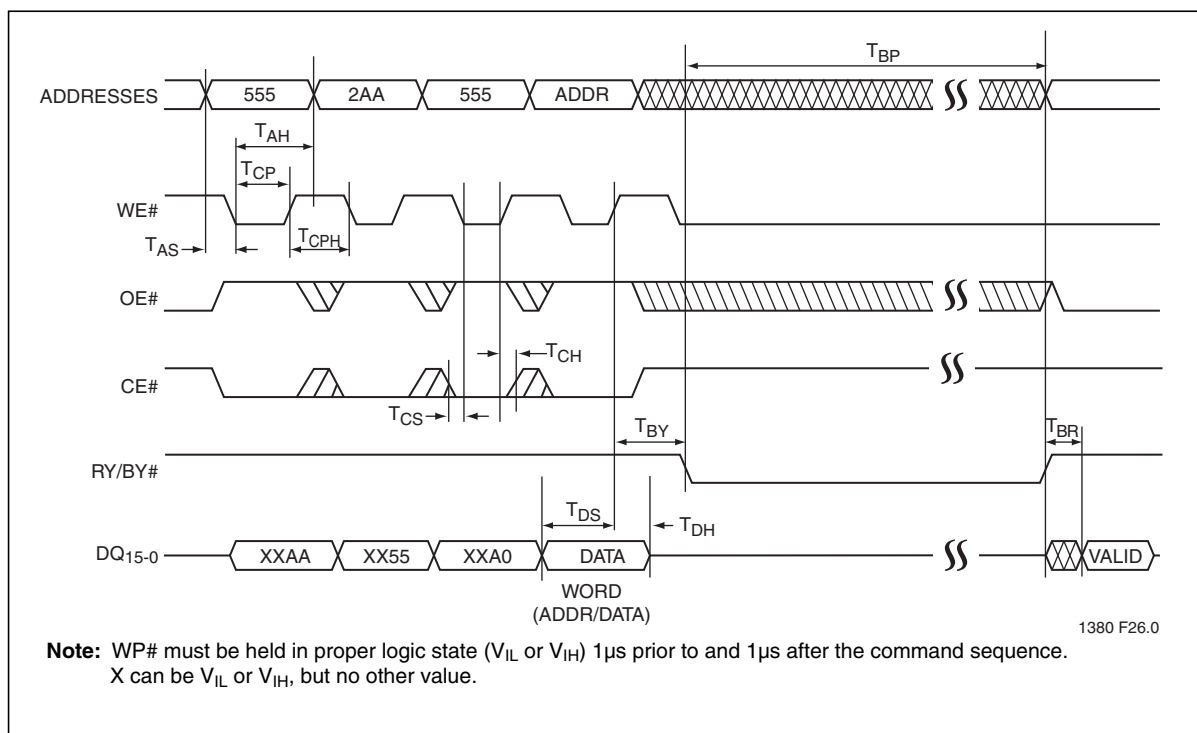 TBP
ADDRESSES 555 2AA 555 ADDR
TAH
TCP
WE#
TAS TCPH
OE#
TCH
CE#
TCS
TBY TBR
RY/BY#
TDS TDH
DQ15-0 XXAA XX55 XXA0 DATA VALID
WORD
(ADDR/DATA)
1380 F26.0
Note: WP# must be held in proper logic state (VIL or VIH) 1µs prior to and 1µs after the command sequence.
X can be VIL or VIH, but no other value.